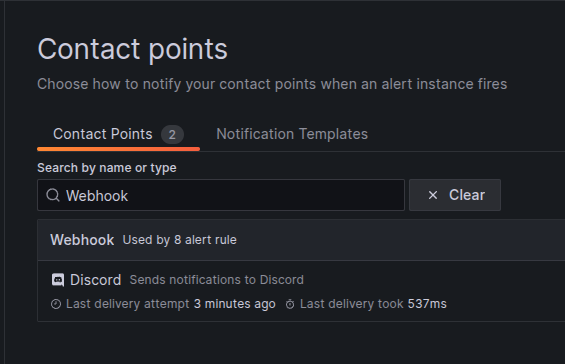 Contact points
Choose how to notify your contact points when an alert instance fires
Contact Points 2 Notification Templates
Search by name or type
Webhook Clear
Webhook Used by 8 alert rule
Discord Sends notifications to Discord
Last delivery attempt 3 minutes ago Last delivery took 537ms